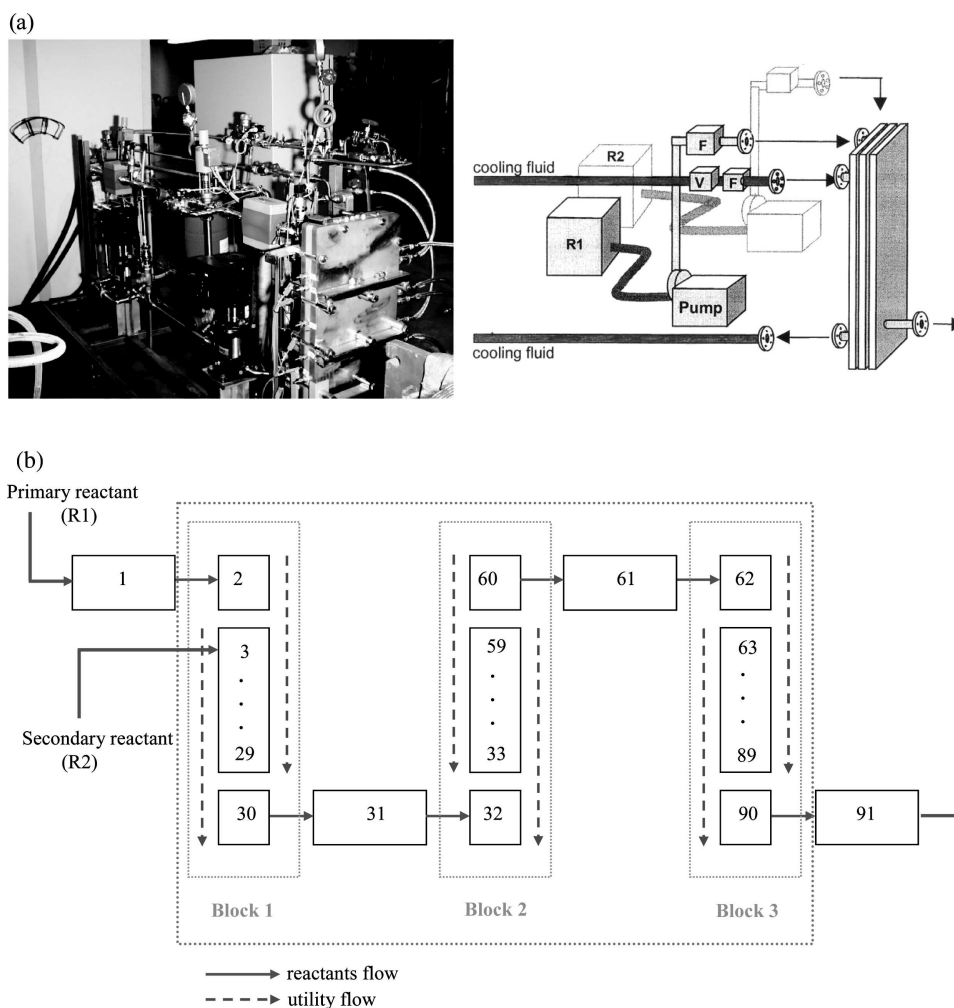 (a)
cooling fluid
R2
F
V
F
R1
Pump
cooling fluid
(b)
Primary reactant
(R1)
1
2
60
61
62
3
59
63
.
.
.
.
.
.
.
.
.
Secondary reactant
(R2)
29
33
89
30
31
32
90
91
Block 1
Block 2
Block 3
reactants flow
utility flow